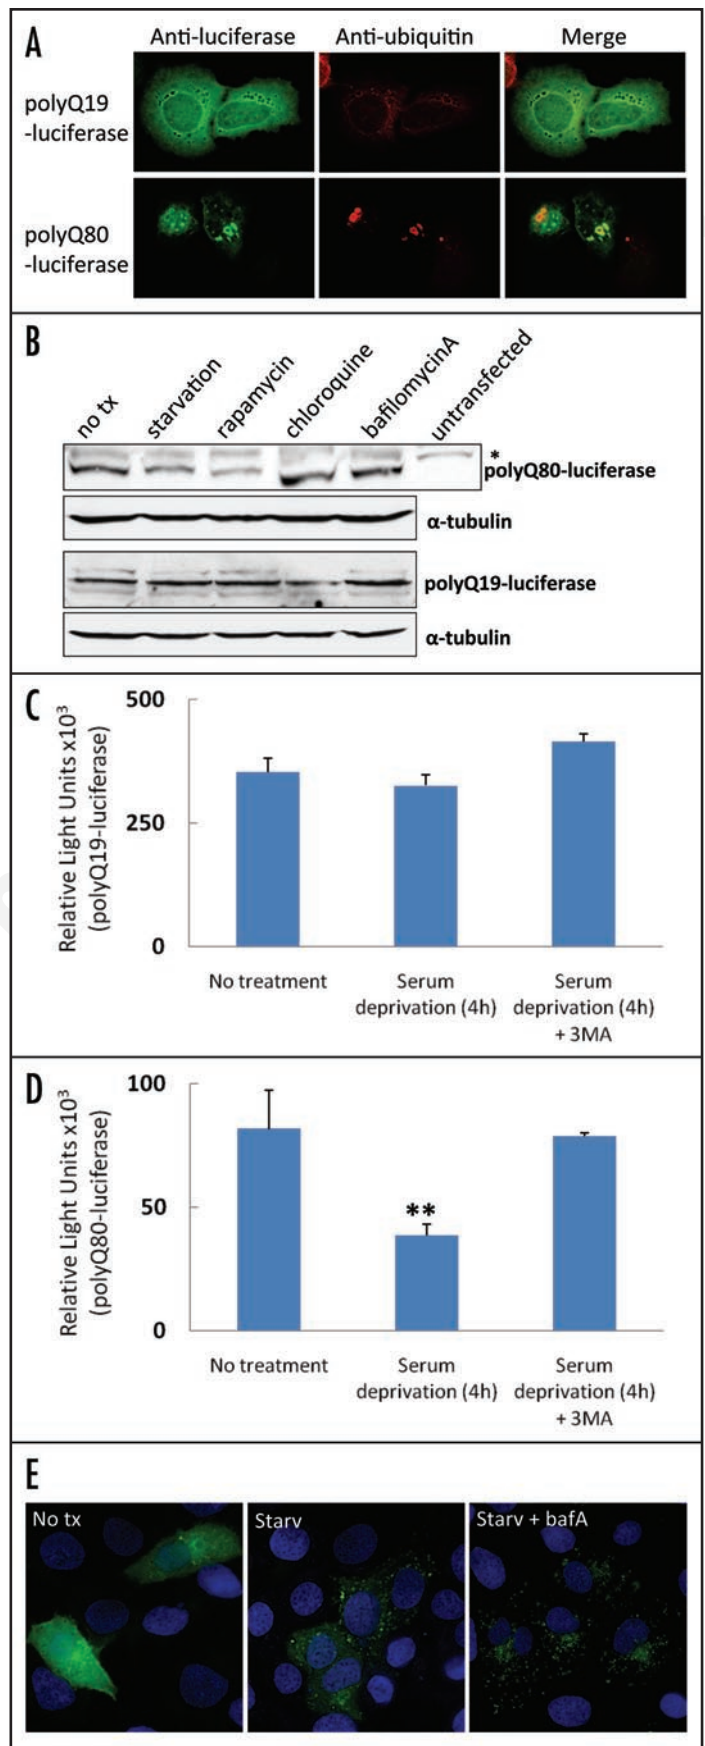 A
Anti-luciferase Anti-ubiquitin Merge
polyQ19
-luciferase
polyQ80
-luciferase
B
no tx starvation rapamycin chloroquine bafilomycinA untransfected
*
polyQ80-luciferase
α-tubulin
polyQ19-luciferase
α-tubulin
C
Relative Light Units x10³
(polyQ19-luciferase)
500
250
0
No treatment Serum Serum
deprivation (4h) deprivation (4h)
+ 3MA
D
Relative Light Units x10³
(polyQ80-luciferase)
100
50
0
**
No treatment Serum Serum
deprivation (4h) deprivation (4h)
+ 3MA
E
No tx Starv Starv + bafA